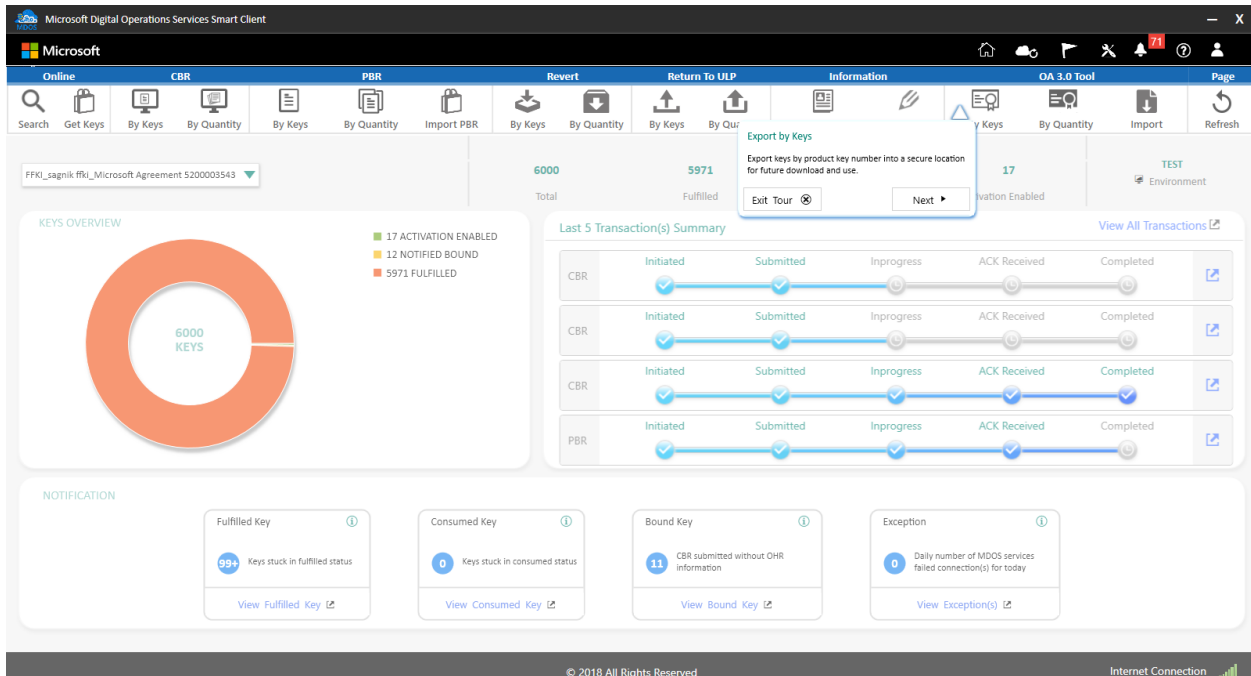 MDOS
Microsoft Digital Operations Services Smart Client
— X
Microsoft
71
Online CBR PBR Revert Return To ULP Information OA 3.0 Tool Page
Search Get Keys By Keys By Quantity By Keys By Quantity Import PBR By Keys By Quantity By Keys By Qua y Keys By Quantity Import Refresh
Export by Keys
Export keys by product key number into a secure location
for future download and use.
Exit Tour Next
FFKI_sagnik ffki_Microsoft Agreement 5200003543
6000
Total
5971
Fulfilled
17
ivation Enabled
TEST
Environment
KEYS OVERVIEW
17 ACTIVATION ENABLED
12 NOTIFIED BOUND
5971 FULFILLED
6000
KEYS
Last 5 Transaction(s) Summary
View All Transactions
CBR
Initiated Submitted Inprogress ACK Received Completed
CBR
Initiated Submitted Inprogress ACK Received Completed
CBR
Initiated Submitted Inprogress ACK Received Completed
PBR
Initiated Submitted Inprogress ACK Received Completed
NOTIFICATION
Fulfilled Key
99+
Keys stuck in fulfilled status
View Fulfilled Key
Consumed Key
0
Keys stuck in consumed status
View Consumed Key
Bound Key
11
CBR submitted without OHR
information
View Bound Key
Exception
0
Daily number of MDOS services
failed connection(s) for today
View Exception(s)
© 2018 All Rights Reserved
Internet Connection